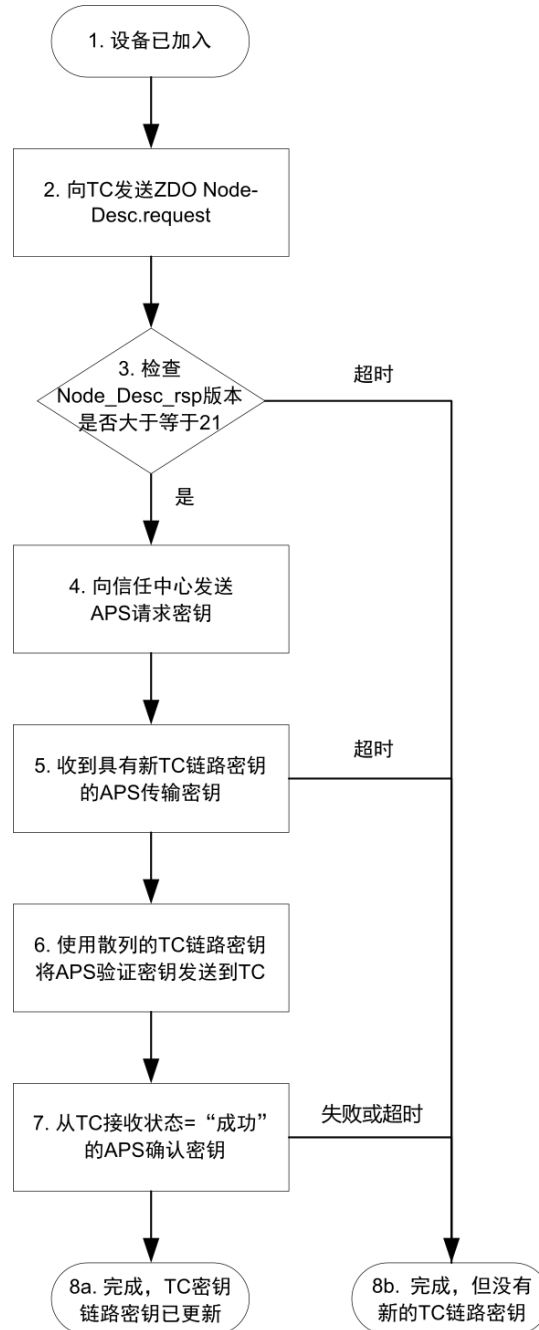 1. 设备已加入
2. 向TC发送ZDO Node-
Desc.request
3. 检查
Node_Desc_rsp版本
是否大于等于21
超时
是
4. 向信任中心发送
APS请求密钥
5. 收到具有新TC链路密钥
的APS传输密钥
超时
6. 使用散列的TC链路密钥
将APS验证密钥发送到TC
7. 从TC接收状态=“成功”
的APS确认密钥
失败或超时
8a. 完成，TC密钥
链路密钥已更新
8b. 完成，但没有
新的TC链路密钥